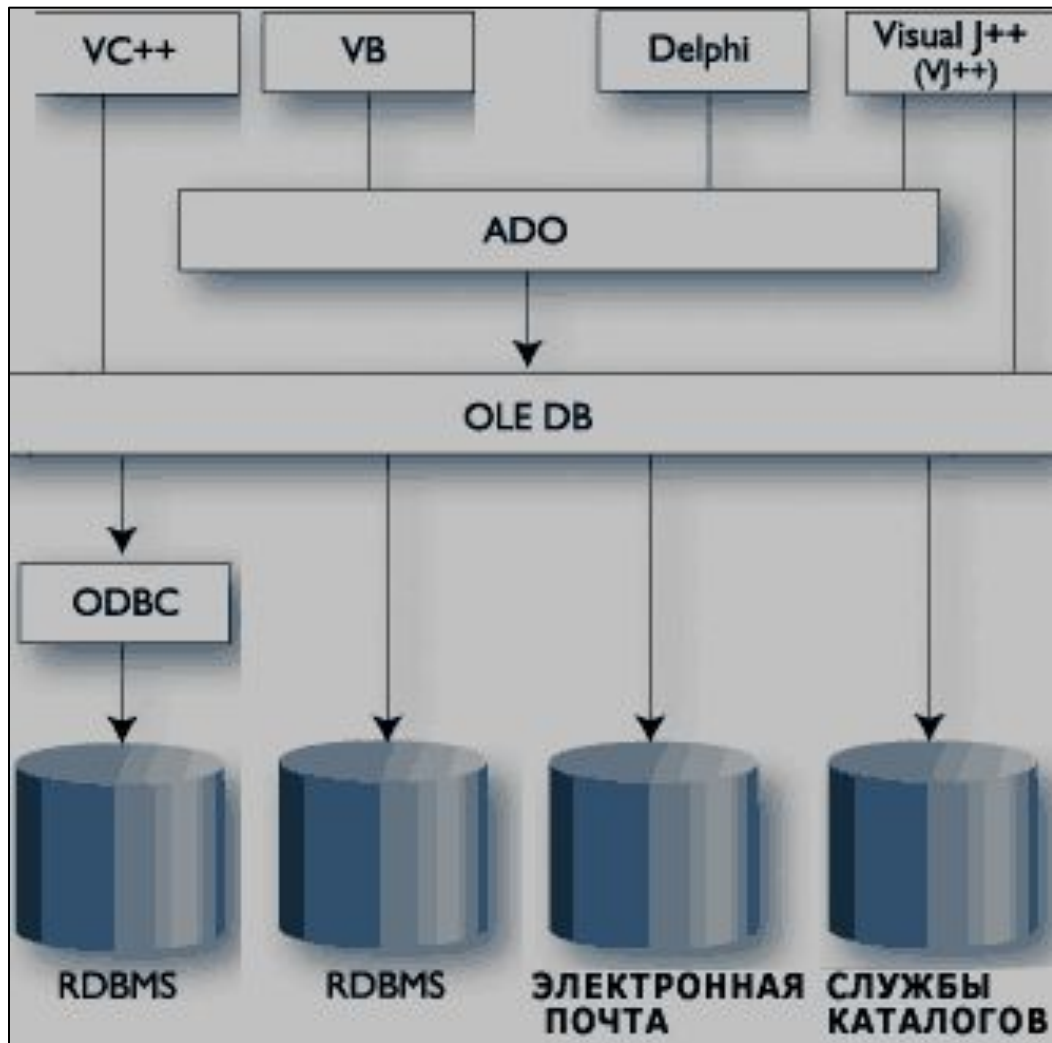 VC++
VB
Delphi
Visual J++
(VJ++)
ADO
OLE DB
ODBC
RDBMS
RDBMS
ЭЛЕКТРОННАЯ
ПОЧТА
СЛУЖБЫ
КАТАЛОГОВ